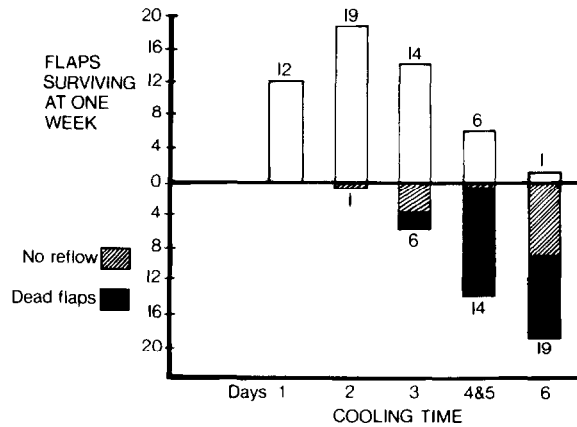 FLAPS
SURVIVING
AT ONE
WEEK
20
16
12
8
4
0
4
8
12
16
20
12
19
14
6
1
1
6
14
19
No reflow
Dead flaps
Days 1 2 3 4&5 6
COOLING TIME